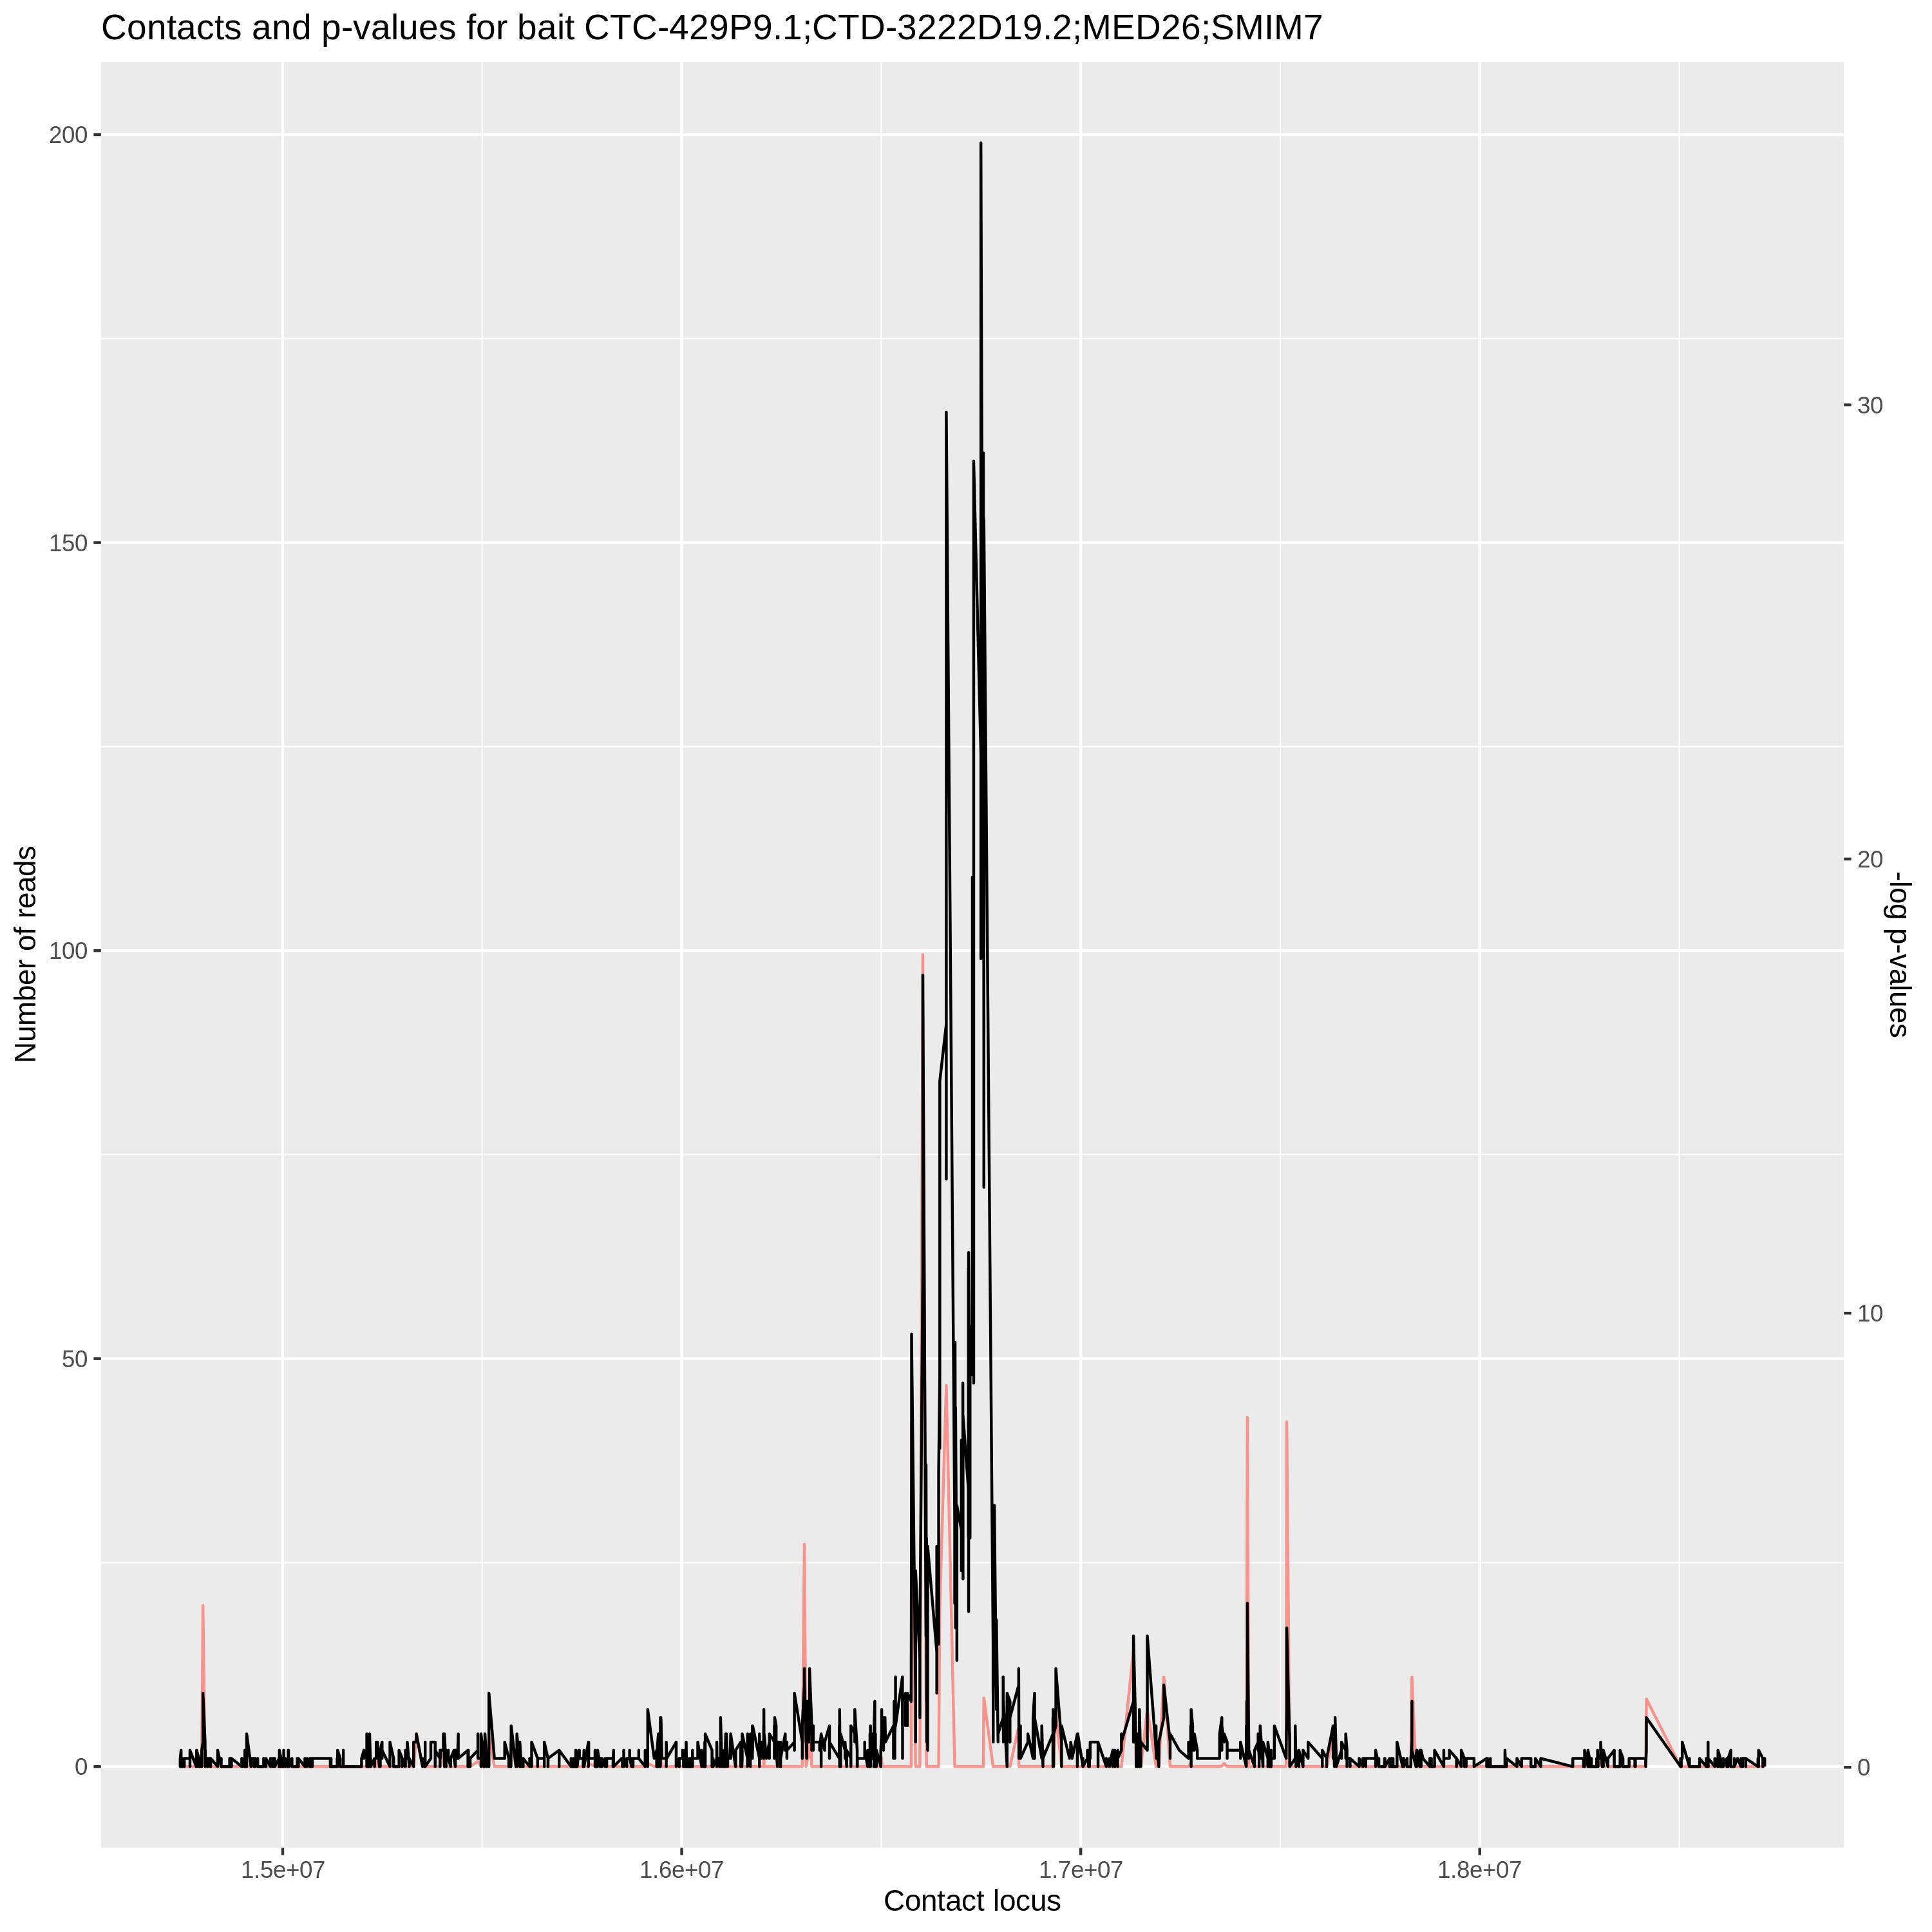 Contacts and p-values for bait CTC-429P9.1;CTD-3222D19.2;MED26;SMIM7
200
150
100
50
0
Number of reads
30
20
10
0
-log p-values
1.5e+07 1.6e+07 1.7e+07 1.8e+07
Contact locus